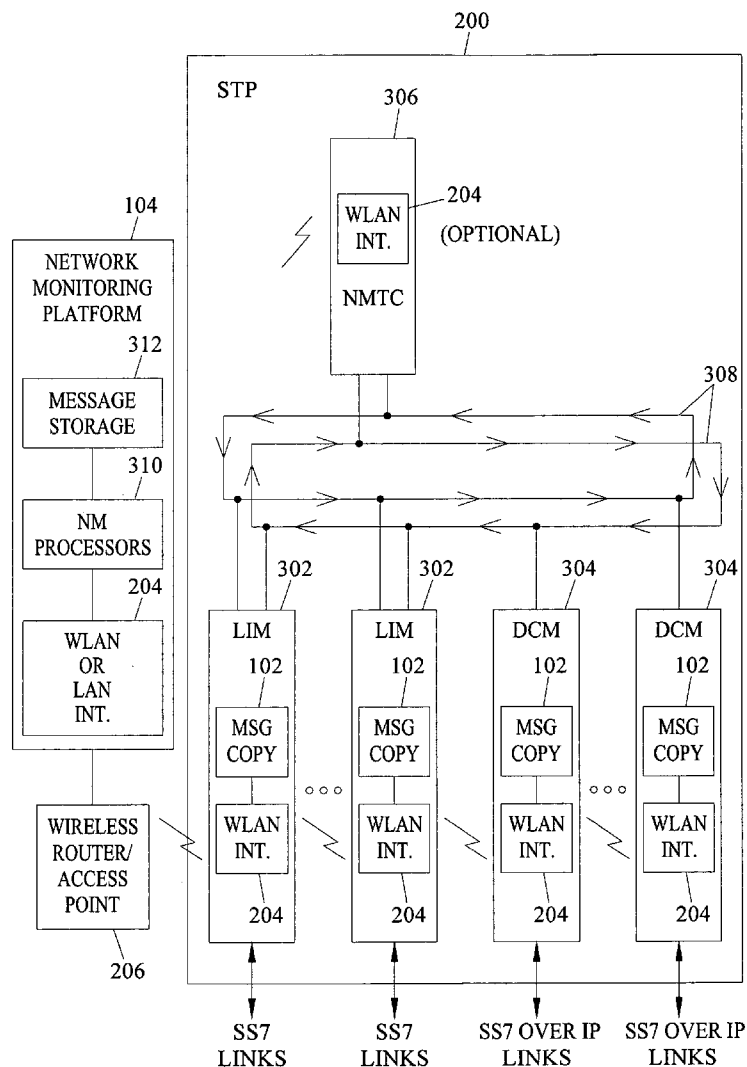 200
STP
306
204
WLAN
INT.
(OPTIONAL)
NMTC
104
NETWORK
MONITORING
PLATFORM
312
MESSAGE
STORAGE
310
NM
PROCESSORS
204
WLAN
OR
LAN
INT.
308
302
302
304
304
LIM
LIM
DCM
DCM
102
102
102
102
MSG
COPY
MSG
COPY
MSG
COPY
MSG
COPY
WLAN
INT.
WLAN
INT.
WLAN
INT.
WLAN
INT.
204
204
204
204
WIRELESS
ROUTER/
ACCESS
POINT
206
SS7
LINKS
SS7
LINKS
SS7 OVER IP
LINKS
SS7 OVER IP
LINKS